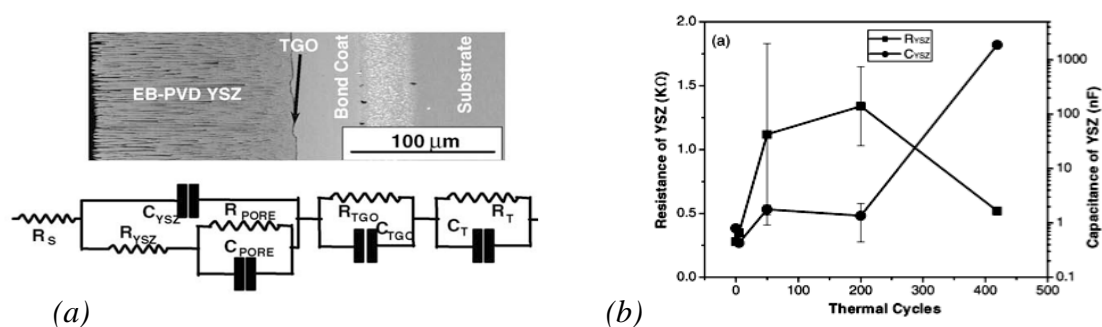 TGO
EB-PVD YSZ
Bond Coat
Substrate
100 μm
R_S
C_YSZ
R_YSZ
R_PORE
C_PORE
R_TGO
C_TGO
C_T
R_T
(a)
(a)
R_YSZ
C_YSZ
Resistance of YSZ (KΩ)
2.0
1.5
1.0
0.5
0.0
Capacitance of YSZ (nF)
1000
100
10
1
0.1
0 100 200 300 400 500
Thermal Cycles
(b)